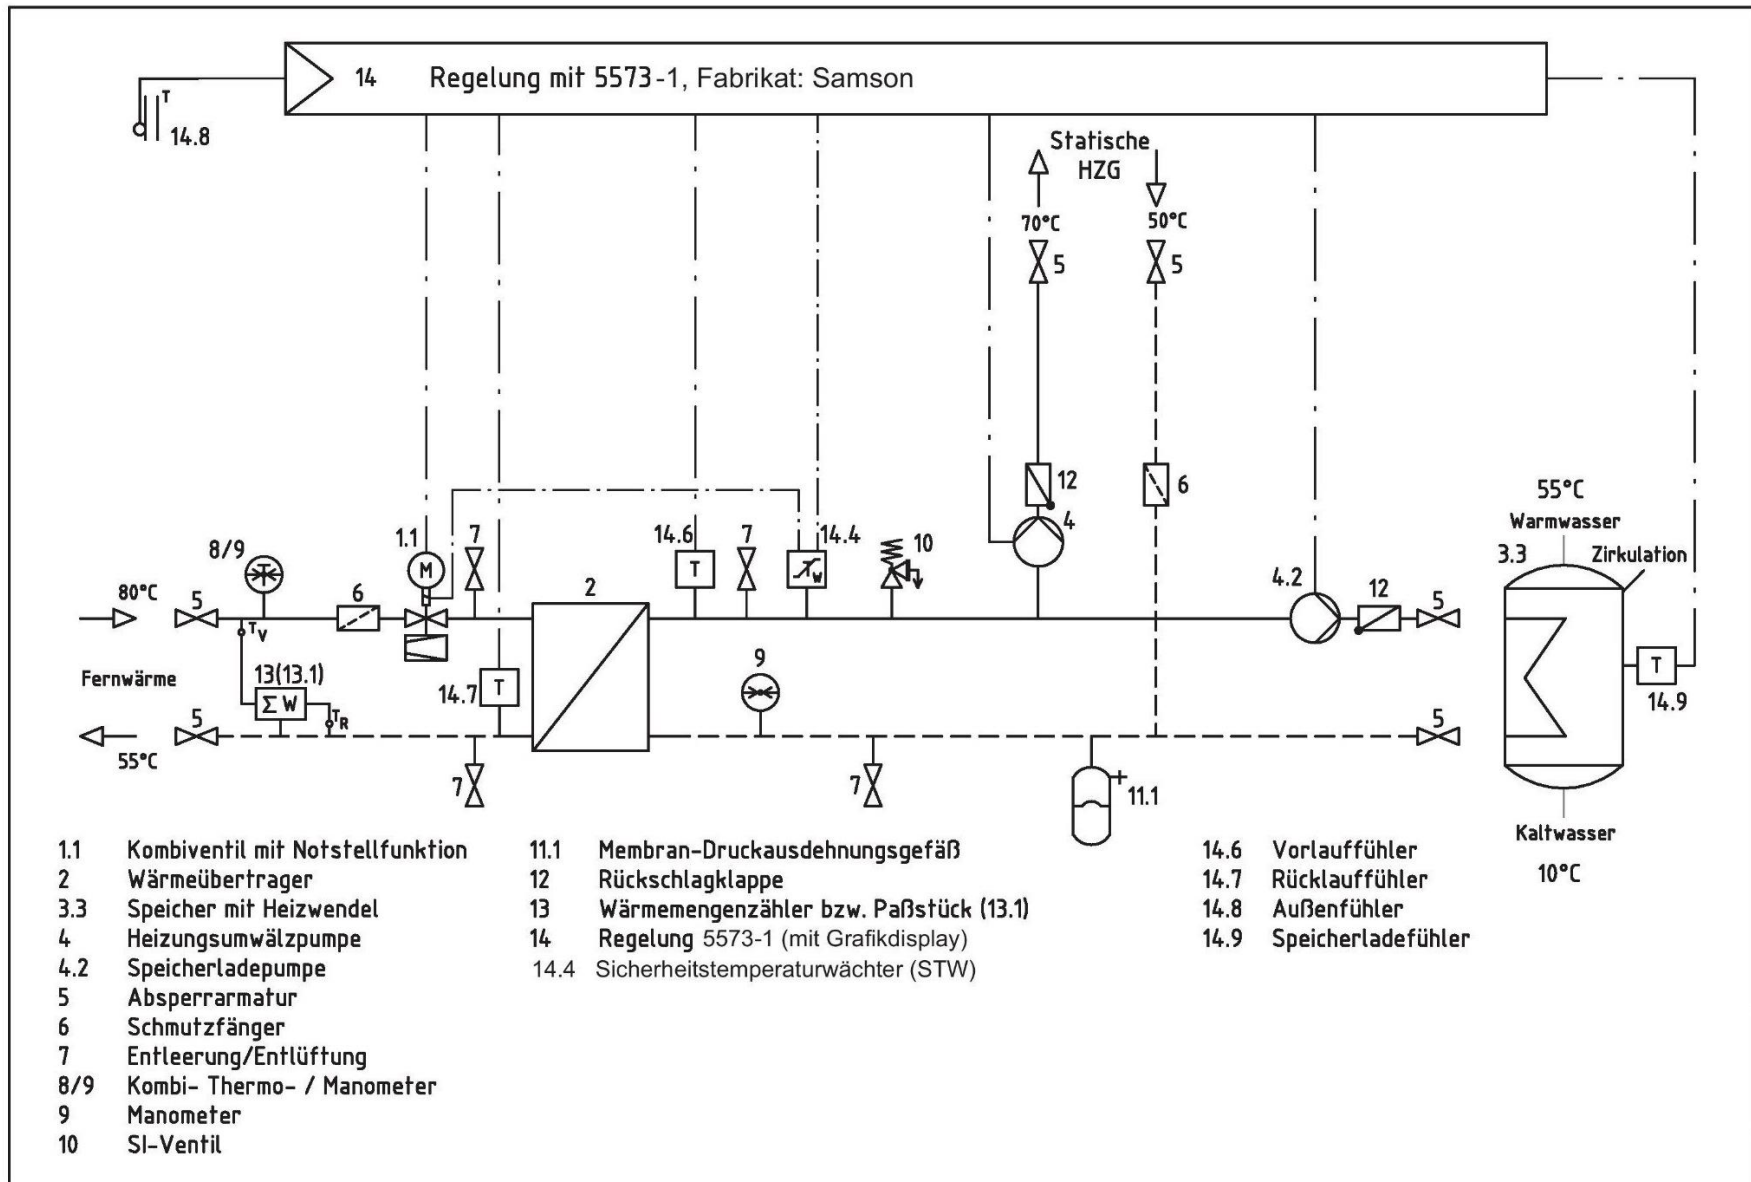 14 Regelung mit 5573-1, Fabrikat: Samson
T
14.8
Statische
HZG
70°C
50°C
5
5
12
6
4
1.1
7
14.6
7
14.4
10
8/9
M
T
W
T
80°C
5
6
2
4.2
12
5
55°C
Warmwasser
3.3
Zirkulation
TV
Fernwärme
13(13.1)
Σ W
TR
14.7
T
9
T
14.9
5
5
55°C
7
7
11.1
Kaltwasser
10°C
1.1 Kombiventil mit Notstellfunktion
2 Wärmeübertrager
3.3 Speicher mit Heizwendel
4 Heizungsumwälzpumpe
4.2 Speicherladepumpe
5 Absperrarmatur
6 Schmutzfänger
7 Entleerung/Entlüftung
8/9 Kombi- Thermo- / Manometer
9 Manometer
10 SI-Ventil
11.1 Membran-Druckausdehnungsgefäß
12 Rückschlagklappe
13 Wärmemengenzähler bzw. Paßstück (13.1)
14 Regelung 5573-1 (mit Grafikdisplay)
14.4 Sicherheitstemperaturwächter (STW)
14.6 Vorlauffühler
14.7 Rücklauffühler
14.8 Außenfühler
14.9 Speicherladefühler